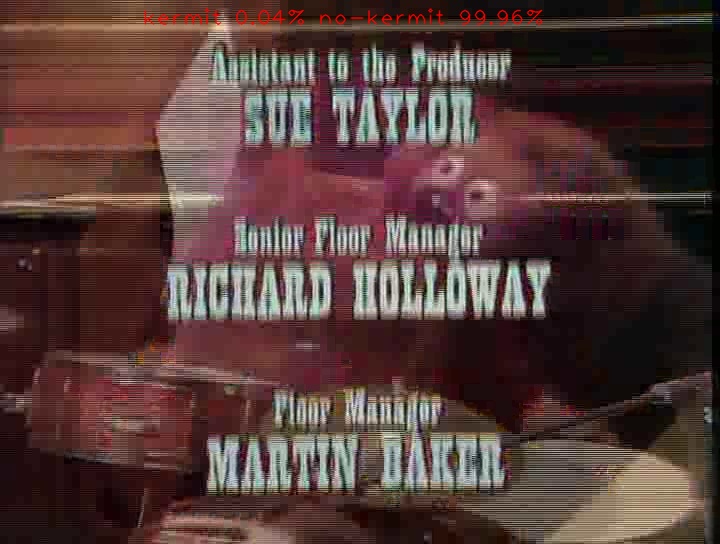 kermit 0.04% no-kermit 99.96%
Assistant to the Producer
SUE TAYLOR
Senior Floor Manager
RICHARD HOLLOWAY
Floor Manager
MARTIN BAKER